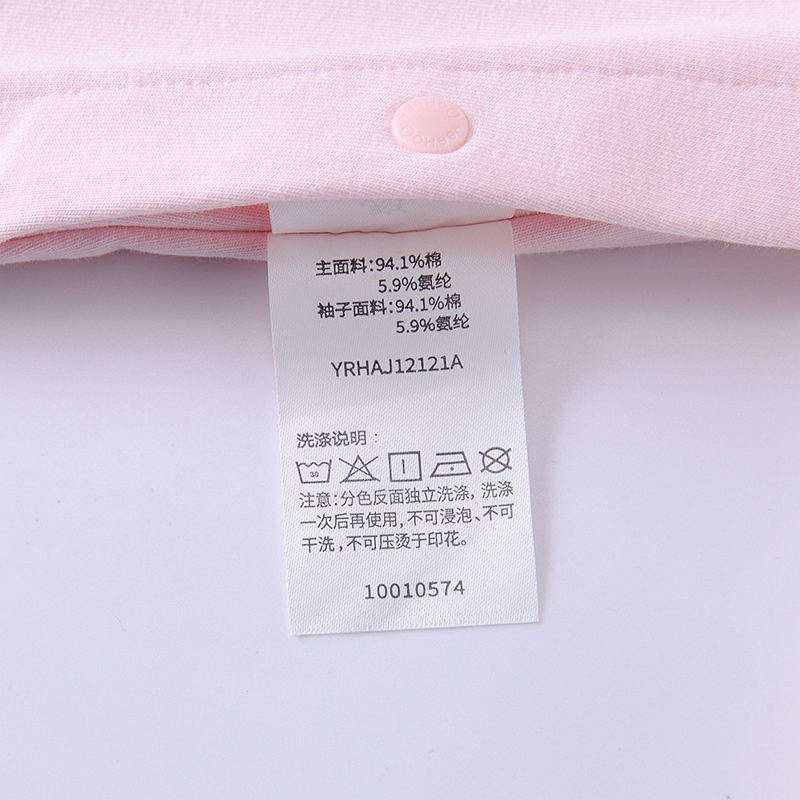 主面料:94.1%棉
5.9%氨纶
袖子面料:94.1%棉
5.9%氨纶
YRHAJ12121A
洗涤说明:
30
注意:分色反面独立洗涤, 洗涤
一次后再使用,不可浸泡、不可
干洗,不可压烫于印花。
10010574